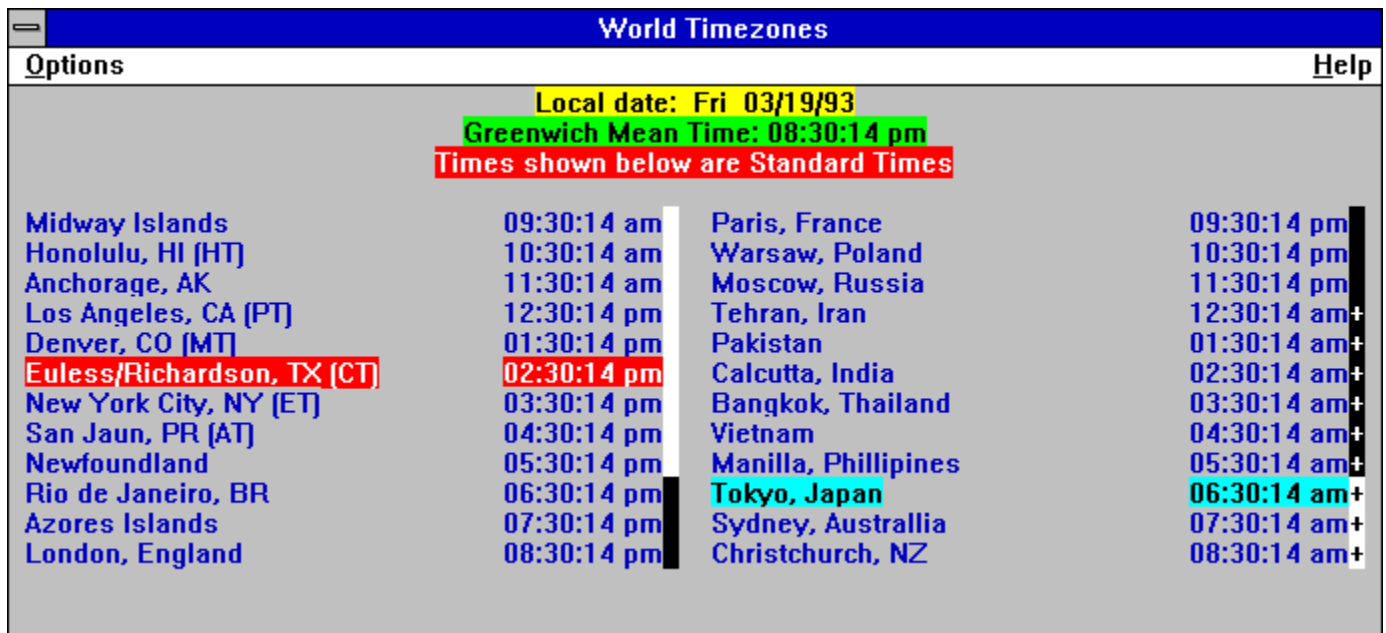 World Timezones
Options Help
Local date: Fri 03/19/93
Greenwich Mean Time: 08:30:14 pm
Times shown below are Standard Times
Midway Islands 09:30:14 am Paris, France 09:30:14 pm
Honolulu, HI (HT) 10:30:14 am Warsaw, Poland 10:30:14 pm
Anchorage, AK 11:30:14 am Moscow, Russia 11:30:14 pm
Los Angeles, CA (PT) 12:30:14 pm Tehran, Iran 12:30:14 am+
Denver, CO (MT) 01:30:14 pm Pakistan 01:30:14 am+
Euless/Richardson, TX (CT) 02:30:14 pm Calcutta, India 02:30:14 am+
New York City, NY (ET) 03:30:14 pm Bangkok, Thailand 03:30:14 am+
San Jaun, PR (AT) 04:30:14 pm Vietnam 04:30:14 am+
Newfoundland 05:30:14 pm Manilla, Phillipines 05:30:14 am+
Rio de Janeiro, BR 06:30:14 pm Tokyo, Japan 06:30:14 am+
Azores Islands 07:30:14 pm Sydney, Australlia 07:30:14 am+
London, England 08:30:14 pm Christchurch, NZ 08:30:14 am+